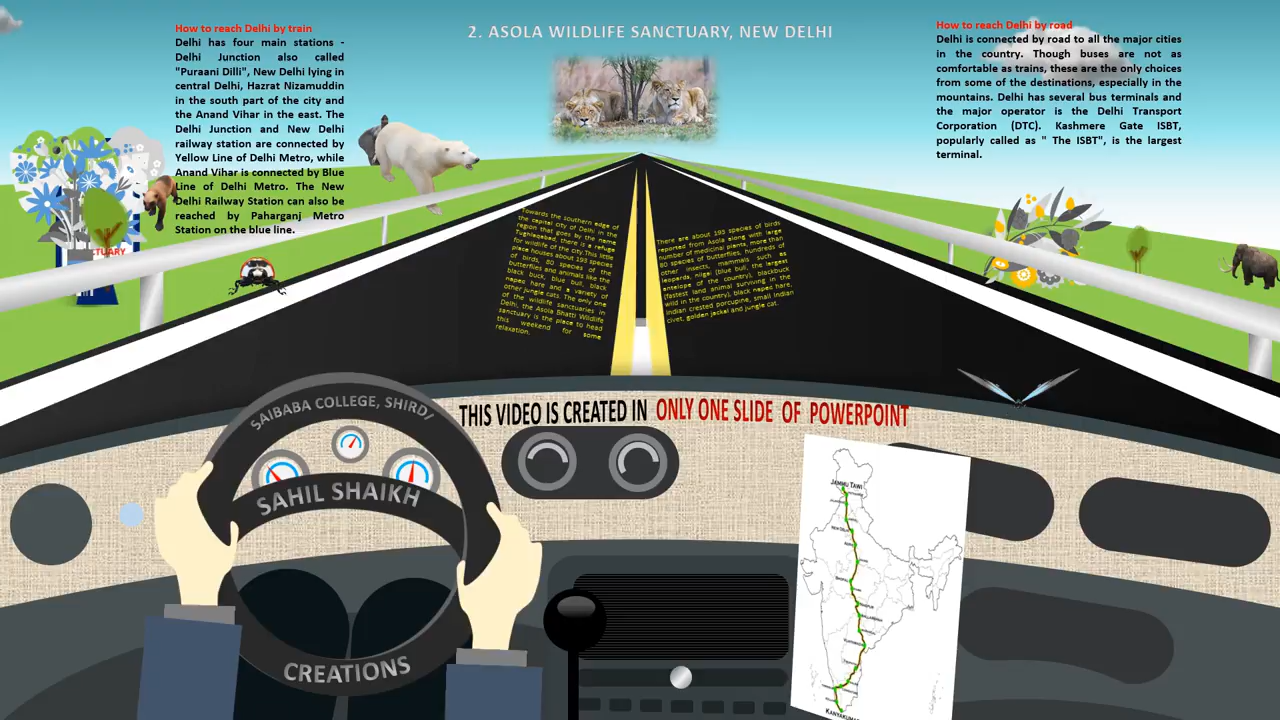 How to reach Delhi by train
Delhi has four main stations -
Delhi Junction also called
"Puraani Dilli", New Delhi lying in
central Delhi, Hazrat Nizamuddin
in the south part of the city and
the Anand Vihar in the east. The
Delhi Junction and New Delhi
railway station are connected by
Yellow Line of Delhi Metro, while
Anand Vihar is connected by Blue
Line of Delhi Metro. The New
Delhi Railway Station can also be
reached by Paharganj Metro
Station on the blue line.
2. ASOLA WILDLIFE SANCTUARY, NEW DELHI
How to reach Delhi by road
Delhi is connected by road to all the major cities
in the country. Though buses are not as
comfortable as trains, these are the only choices
from some of the destinations, especially in the
mountains. Delhi has several bus terminals and
the major operator is the Delhi Transport
Corporation (DTC). Kashmere Gate ISBT,
popularly called as " The ISBT", is the largest
terminal.
Towards the southern edge of
the capital city of Delhi in the
region that goes by the name
Tughlaqabad, there is a refuge
for wildlife of the city. This little
place houses about 193 species
of birds, 80 species of the
butterflies and animals like the
black buck, blue bull, black
napes hare and a variety of
other jungle cats. The only one
of the wildlife sanctuaries in
Delhi, the Asola Bhatti Wildlife
sanctuary is the place to head
this weekend for some
relaxation.
There are about 193 species of birds
reported from Asola along with large
number of medicinal plants, more than
80 species of butterflies, hundreds of
other insects, mammals such as
leopards, nilgai (blue bull, the largest
antelope of the country), blackbuck
(fastest land animal surviving in the
wild in the country), black napes hare,
Indian crested porcupine, small Indian
civet, golden jackal and jungle cat.
THIS VIDEO IS CREATED IN ONLY ONE SLIDE OF POWERPOINT
SAIBABA COLLEGE, SHIRDI
SAHIL SHAIKH
CREATIONS
JAMMU TAWI